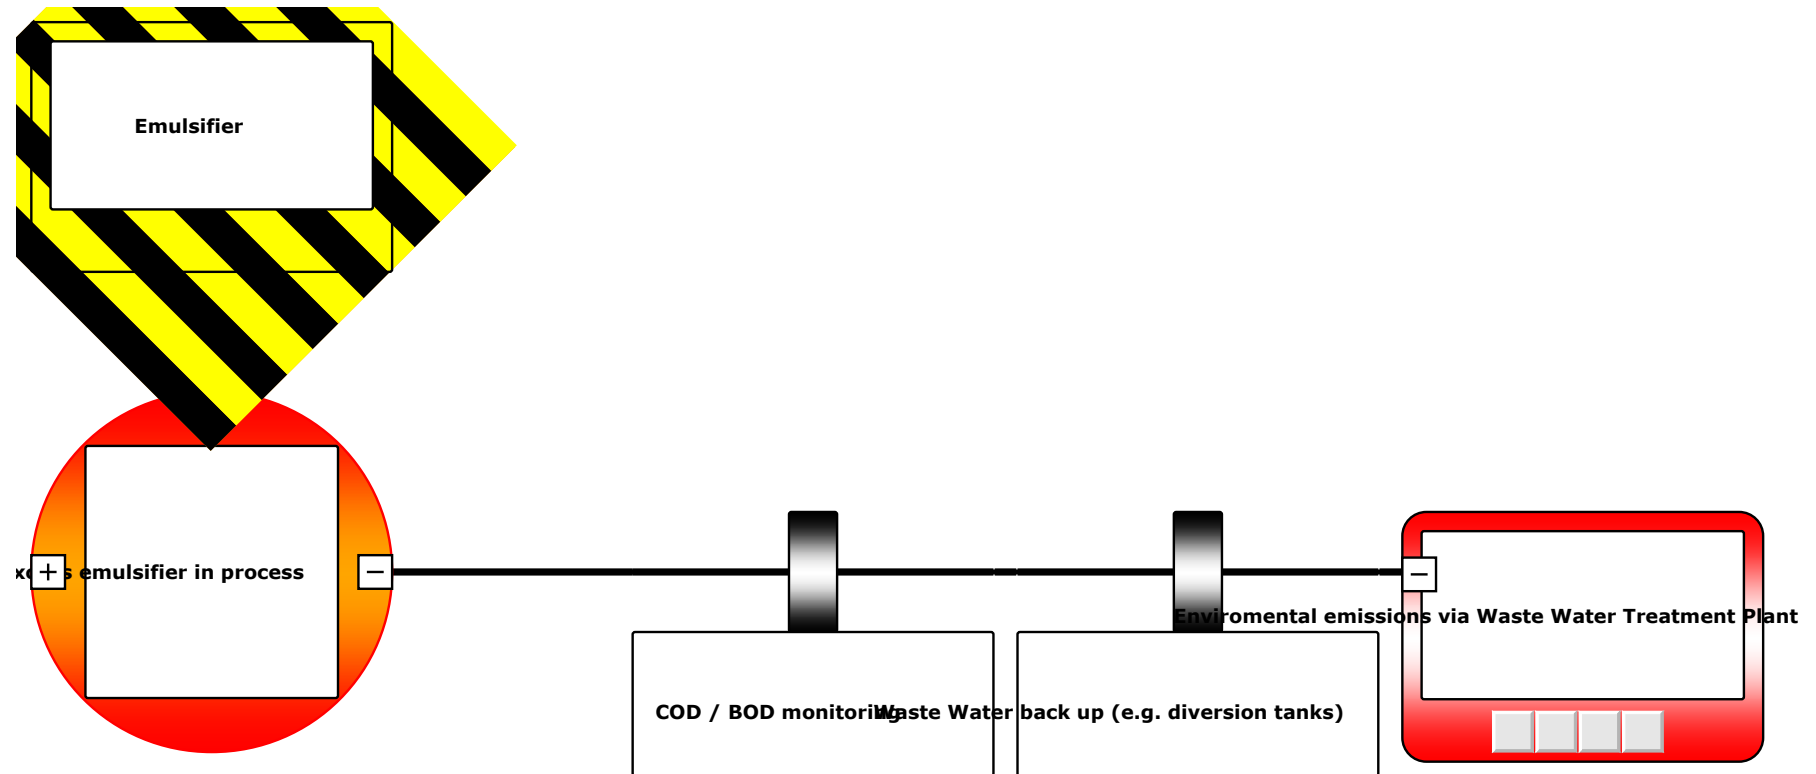 Emulsifier
emulsifier in process
COD / BOD monitoring
Waste Water back up (e.g. diversion tanks)
Enviromental emissions via Waste Water Treatment Plant